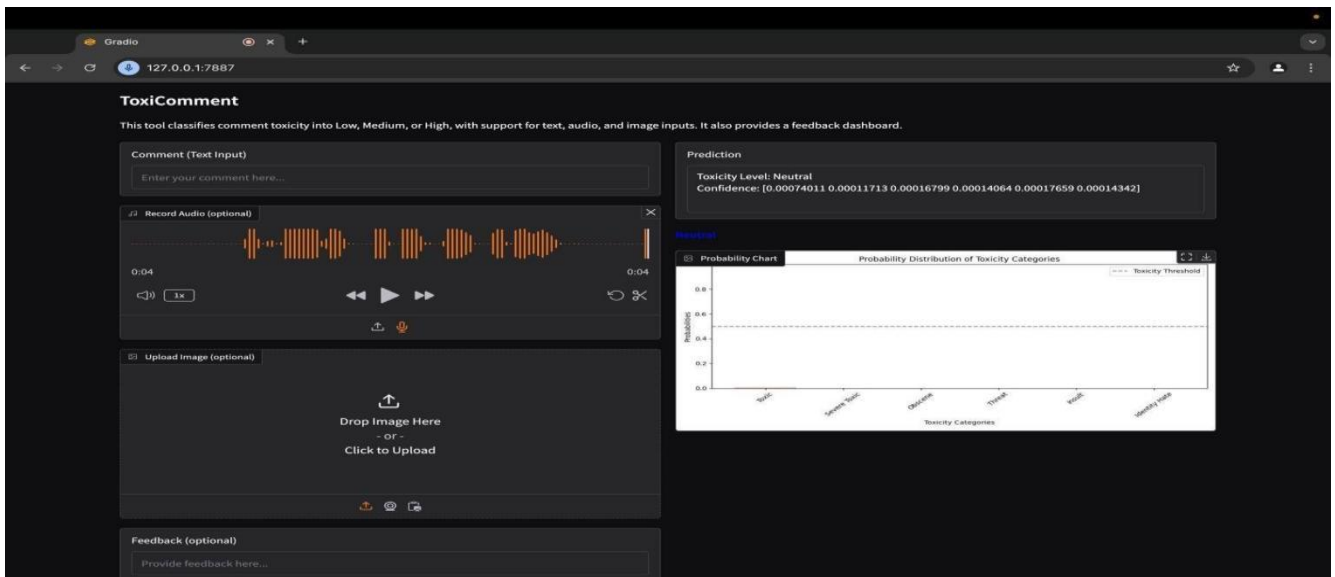 Gradio
127.0.0.1:7887
ToxiComment
This tool classifies comment toxicity into Low, Medium, or High, with support for text, audio, and image inputs. It also provides a feedback dashboard.
Comment (Text Input)
Enter your comment here...
Record Audio (optional)
0:04
0:04
1x
Upload Image (optional)
Drop Image Here
- or -
Click to Upload
Feedback (optional)
Provide feedback here...
Prediction
Toxicity Level: Neutral
Confidence: [0.00074011 0.00011713 0.00016799 0.00014064 0.00017659 0.00014342]
Neutral
Probability Chart
Probability Distribution of Toxicity Categories
Toxicity Threshold
0.8
0.6
0.4
0.2
0.0
Probabilities
Toxic
Severe Toxic
Obscene
Threat
Insult
Identity Hate
Toxicity Categories